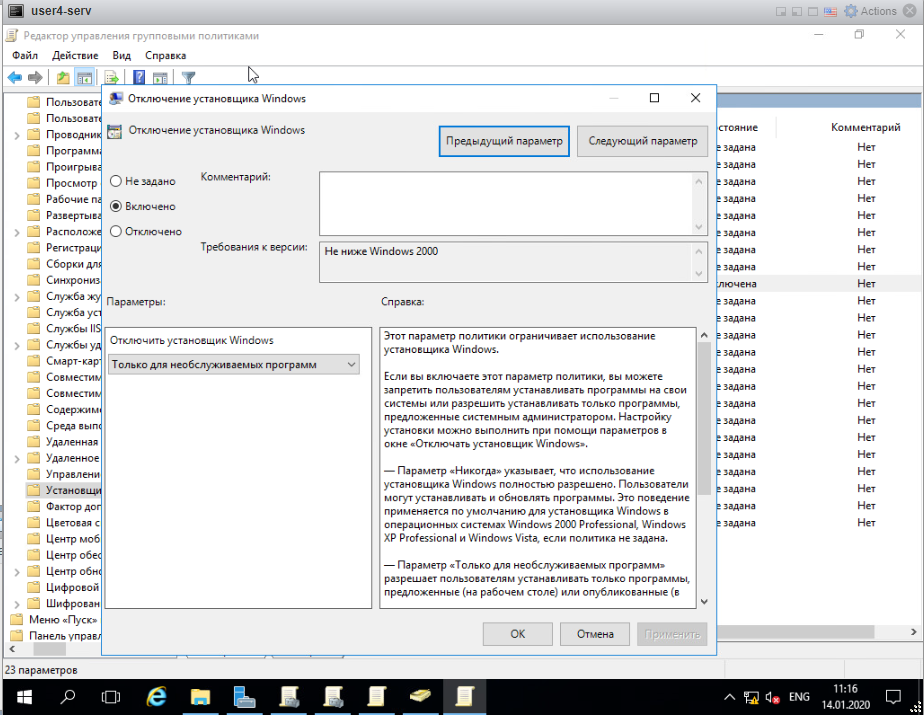 user4-serv
Actions
Редактор управления групповыми политиками
Файл Действие Вид Справка
Отключение установщика Windows
Отключение установщика Windows
Предыдущий параметр
Следующий параметр
Не задано
Включено
Отключено
Комментарий:
Требования к версии:
Не ниже Windows 2000
Параметры:
Справка:
Отключить установщик Windows
Только для необслуживаемых программ
Этот параметр политики ограничивает использование
установщика Windows.
Если вы включаете этот параметр политики, вы можете
запретить пользователям устанавливать программы на свои
системы или разрешить устанавливать только программы,
предложенные системным администратором. Настройку
установки можно выполнить при помощи параметров в
окне «Отключать установщик Windows».
— Параметр «Никогда» указывает, что использование
установщика Windows полностью разрешено. Пользователи
могут устанавливать и обновлять программы. Это поведение
применяется по умолчанию для установщика Windows в
операционных системах Windows 2000 Professional, Windows
XP Professional и Windows Vista, если политика не задана.
— Параметр «Только для необслуживаемых программ»
разрешает пользователям устанавливать только программы,
предложенные (на рабочем столе) или опубликованные (в
ОК
Отмена
Применить
Пользовате
Пользовате
Проводник
Программа
Проигрыва
Просмотр
Рабочие па
Развертыва
Расположе
Регистраци
Сборки для
Синхрониз
Служба жу
Служба уст
Службы IIS
Службы уд
Смарт-карт
Совместим
Совместим
Содержим
Среда выпо
Удаленная
Удаленное
Управлени
Установщи
Фактор доп
Цветовая с
Центр моб
Центр обес
Центр обно
Цифровой
Шифрован
Меню «Пуск»
Панель управл
стояние Комментарий
е задана Нет
е задана Нет
е задана Нет
е задана Нет
е задана Нет
е задана Нет
е задана Нет
е задана Нет
лючена Нет
е задана Нет
е задана Нет
е задана Нет
е задана Нет
е задана Нет
е задана Нет
е задана Нет
е задана Нет
е задана Нет
е задана Нет
е задана Нет
е задана Нет
е задана Нет
е задана Нет
23 параметров
ENG
11:16
14.01.2020